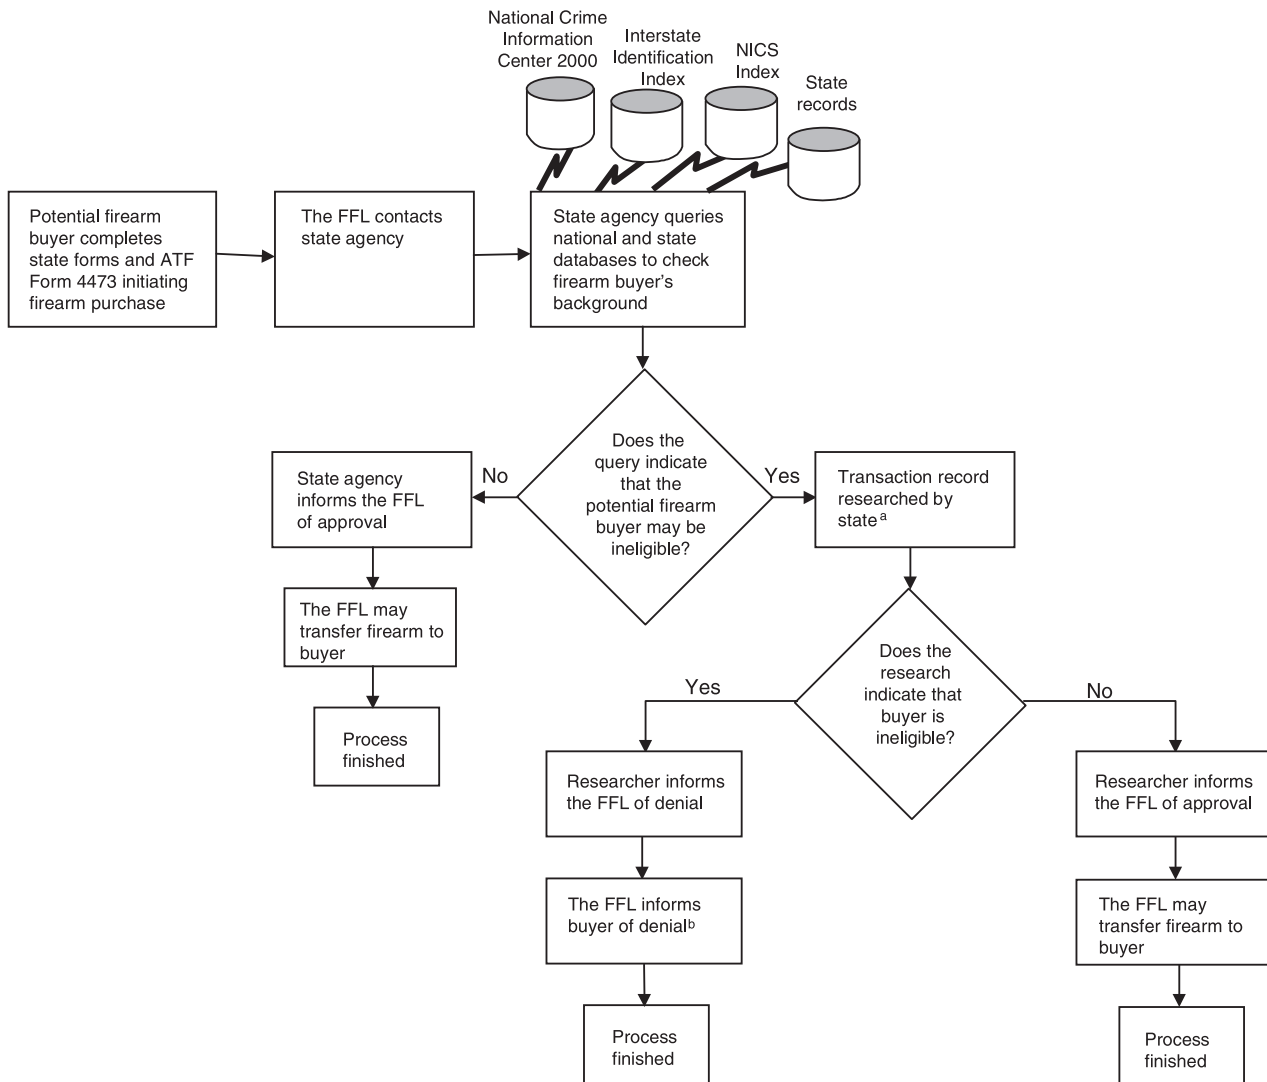 National Crime
Information
Center 2000
Interstate
Identification
Index
NICS
Index
State
records
Potential firearm
buyer completes
state forms and ATF
Form 4473 initiating
firearm purchase
The FFL contacts
state agency
State agency queries
national and state
databases to check
firearm buyer's
background
Does the
query indicate
that the
potential firearm
buyer may be
ineligible?
No
Yes
State agency
informs the FFL
of approval
Transaction record
researched by
state a
The FFL may
transfer firearm to
buyer
Process
finished
Does the
research
indicate that
buyer is
ineligible?
Yes
No
Researcher informs
the FFL of denial
Researcher informs
the FFL of approval
The FFL informs
buyer of denial b
The FFL may
transfer firearm to
buyer
Process
finished
Process
finished